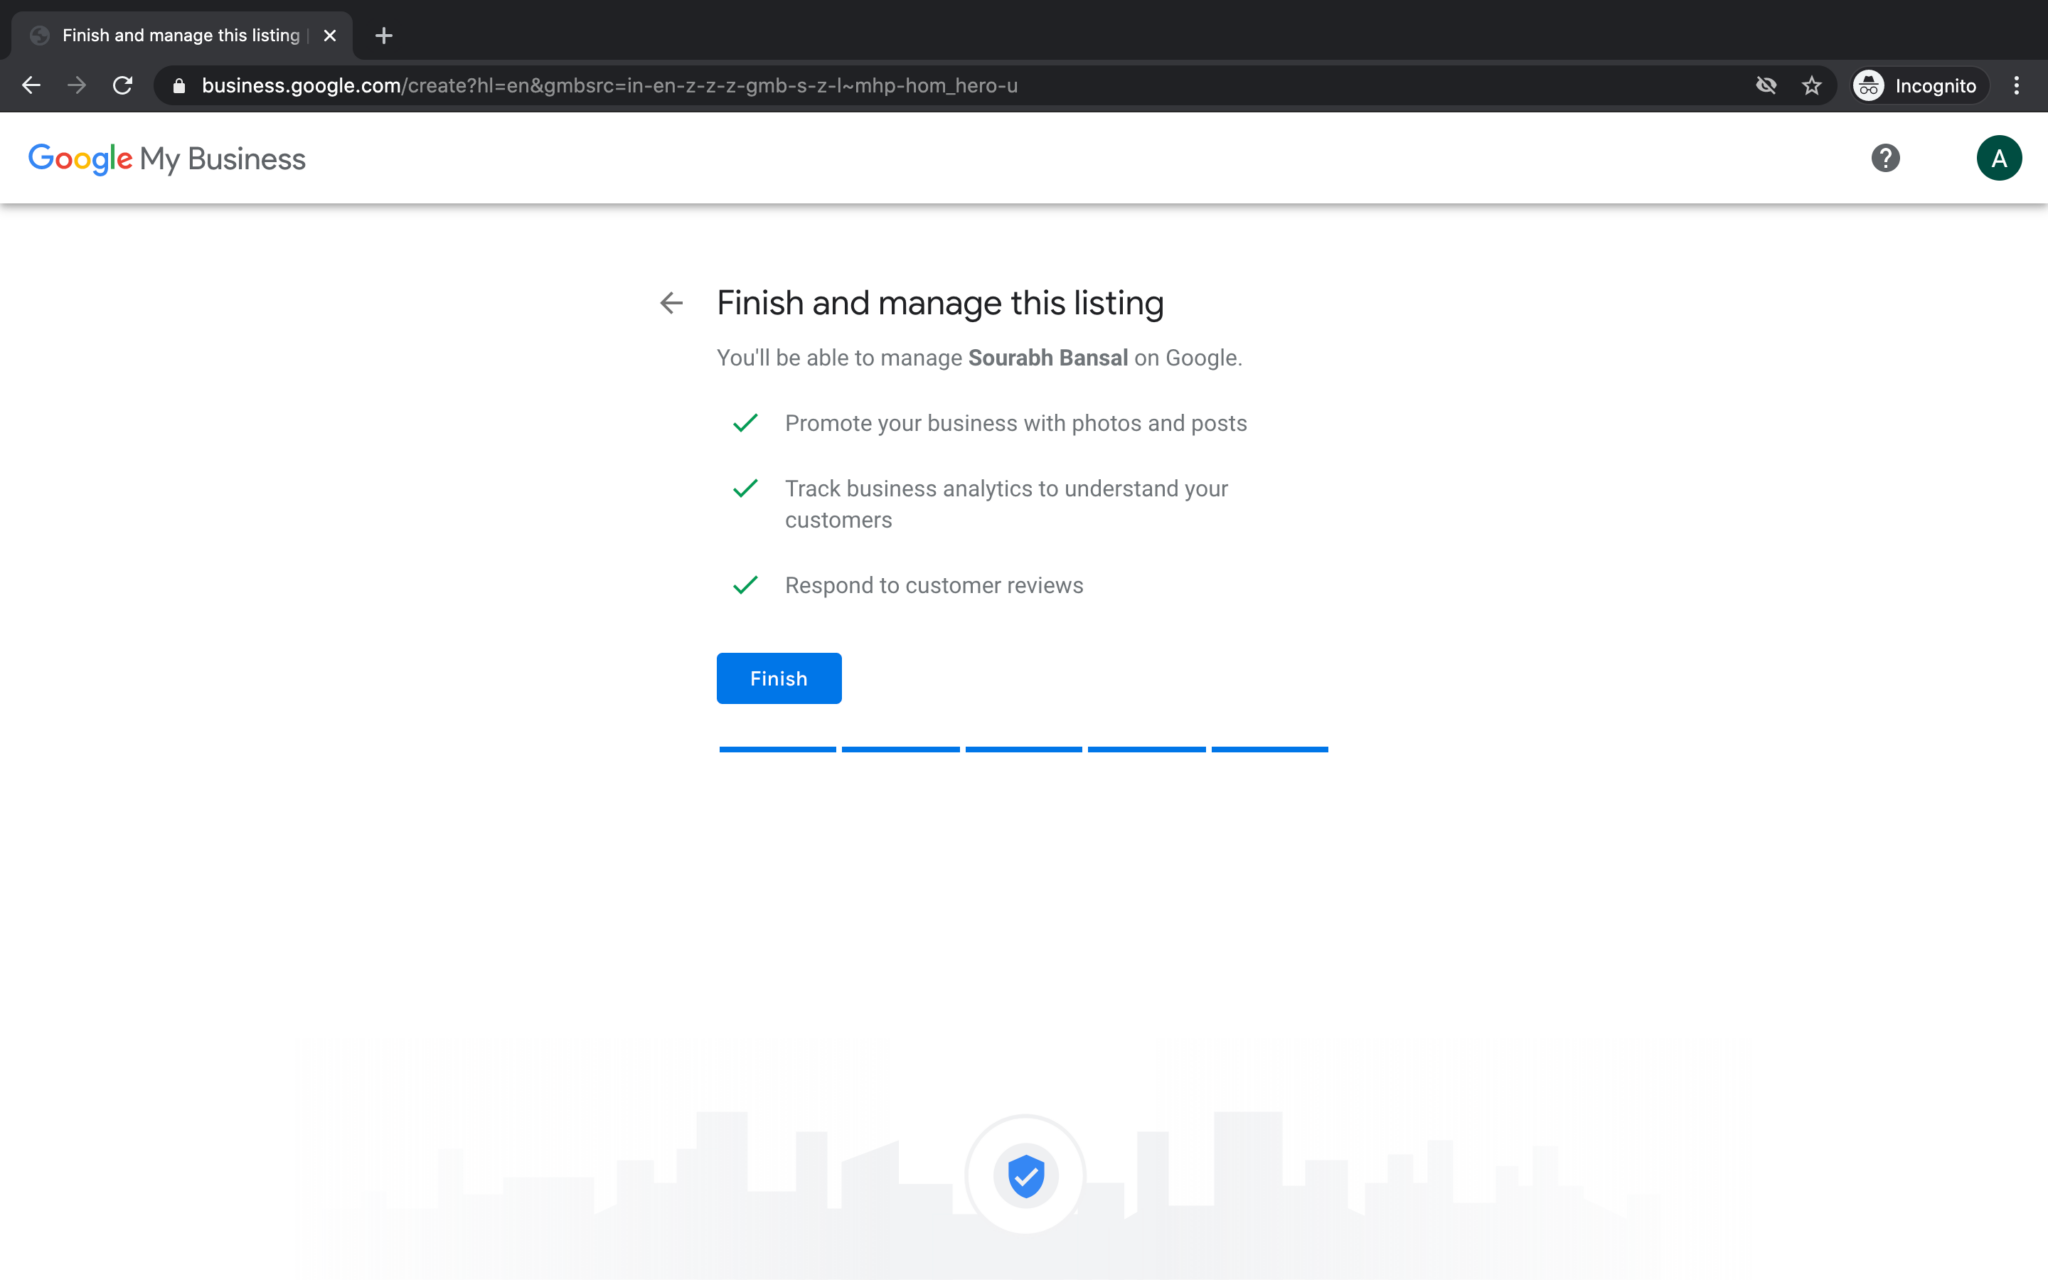 Finish and manage this listing
business.google.com/create?hl=en&gmbsrc=in-en-z-z-z-gmb-s-z-l~mhp-hom_hero-u
Incognito
Google My Business
A
Finish and manage this listing
You'll be able to manage Sourabh Bansal on Google.
Promote your business with photos and posts
Track business analytics to understand your
customers
Respond to customer reviews
Finish